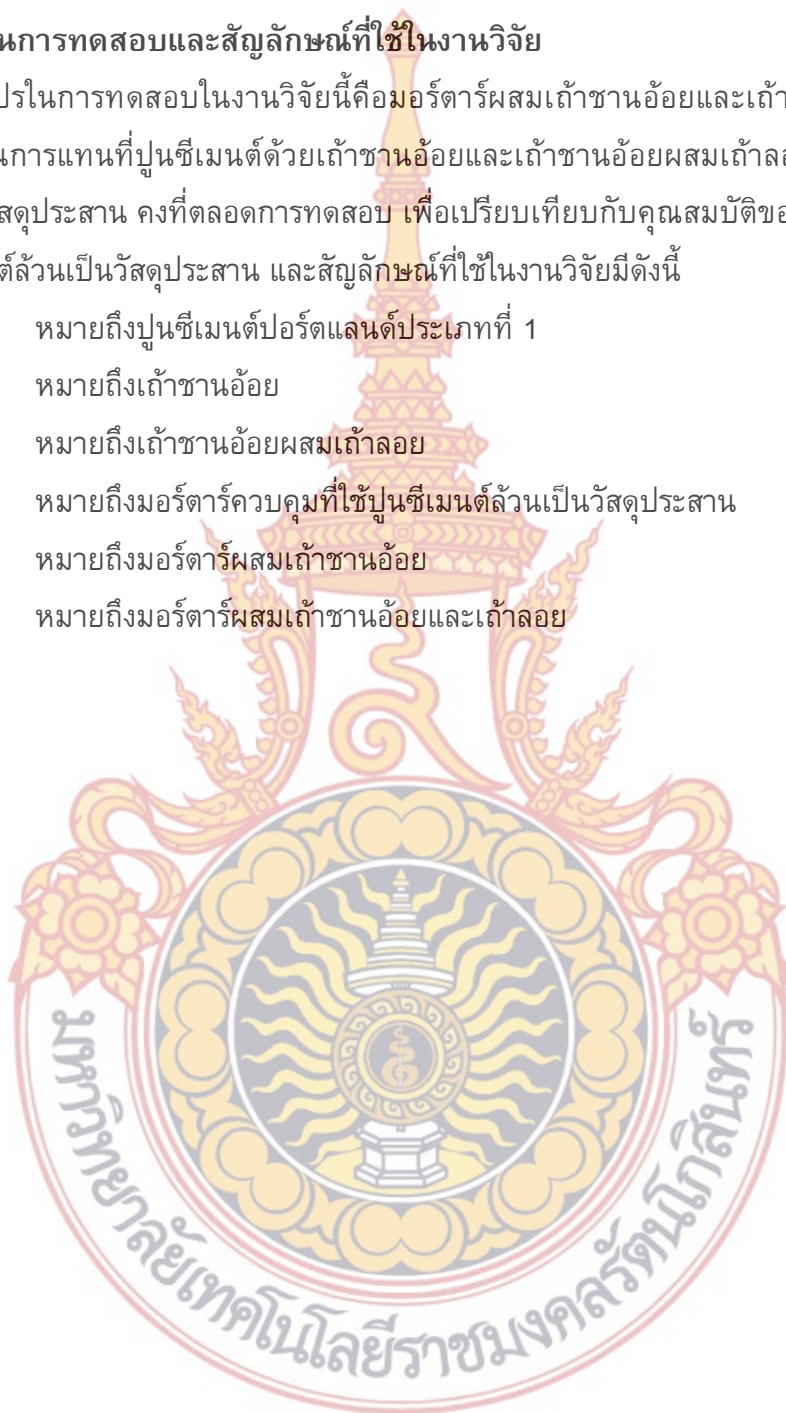 นการทดสอบและสัญลักษณ์ที่ใช้ในงานวิจัย
ปรในการทดสอบในงานวิจัยนี้คือมอร์ตาร์ผสมเถ้าชานอ้อยและเถ้า
นการแทนที่ปูนซีเมนต์ด้วยเถ้าชานอ้อยและเถ้าชานอ้อยผสมเถ้าลอ
สดุประสาน คงที่ตลอดการทดสอบ เพื่อเปรียบเทียบกับคุณสมบัติขอ
ต์ล้วนเป็นวัสดุประสาน และสัญลักษณ์ที่ใช้ในงานวิจัยมีดังนี้
หมายถึงปูนซีเมนต์ปอร์ตแลนด์ประเภทที่ 1
หมายถึงเถ้าชานอ้อย
หมายถึงเถ้าชานอ้อยผสมเถ้าลอย
หมายถึงมอร์ตาร์ควบคุมที่ใช้ปูนซีเมนต์ล้วนเป็นวัสดุประสาน
หมายถึงมอร์ตาร์ผสมเถ้าชานอ้อย
หมายถึงมอร์ตาร์ผสมเถ้าชานอ้อยและเถ้าลอย
มหาวิทยาลัยเทคโนโลยีราชมงคลรัตนโกสินทร์